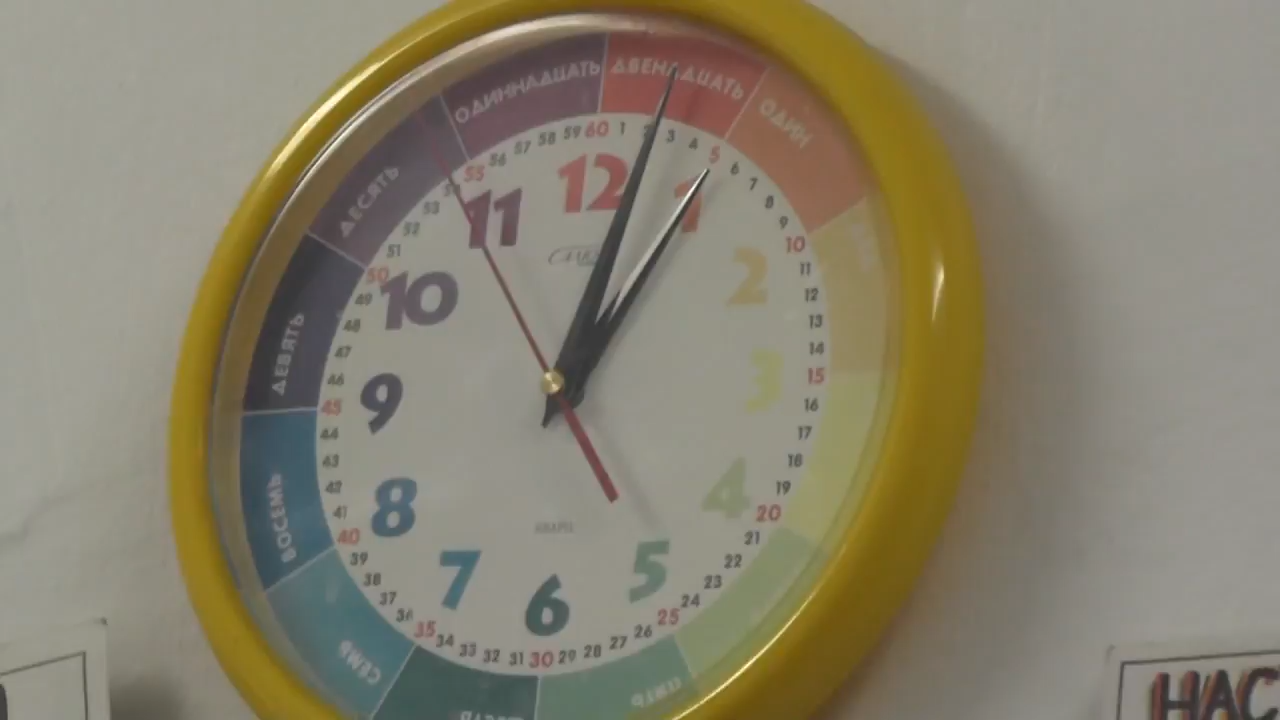 ДВЕНАДЦАТЬ
ОДИН
ОДИННАДЦАТЬ
ДЕСЯТЬ
ДЕВЯТЬ
ВОСЕМЬ
СЕМЬ
60 1 2 3 4 5 6 7 8 9 10 11 12 13 14 15 16 17 18 19 20 21 22 23 24 25 26 27 28 29 30 31 32 33 34 35 36 37 38 39 40 41 42 43 44 45 46 47 48 49 50 51 52 53 54 55 56 57 58 59
12 1 2 3 4 5 6 7 8 9 10 11
КВАРЦ
НАС